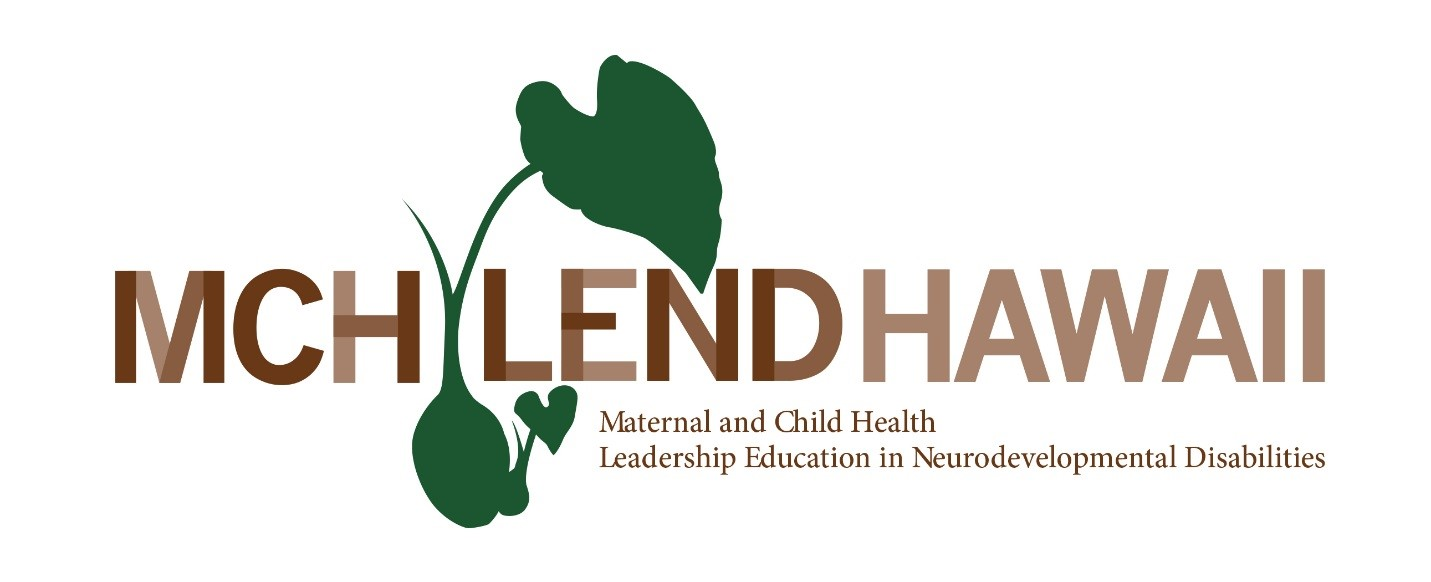 MCH LEND HAWAII
Maternal and Child Health
Leadership Education in Neurodevelopmental Disabilities